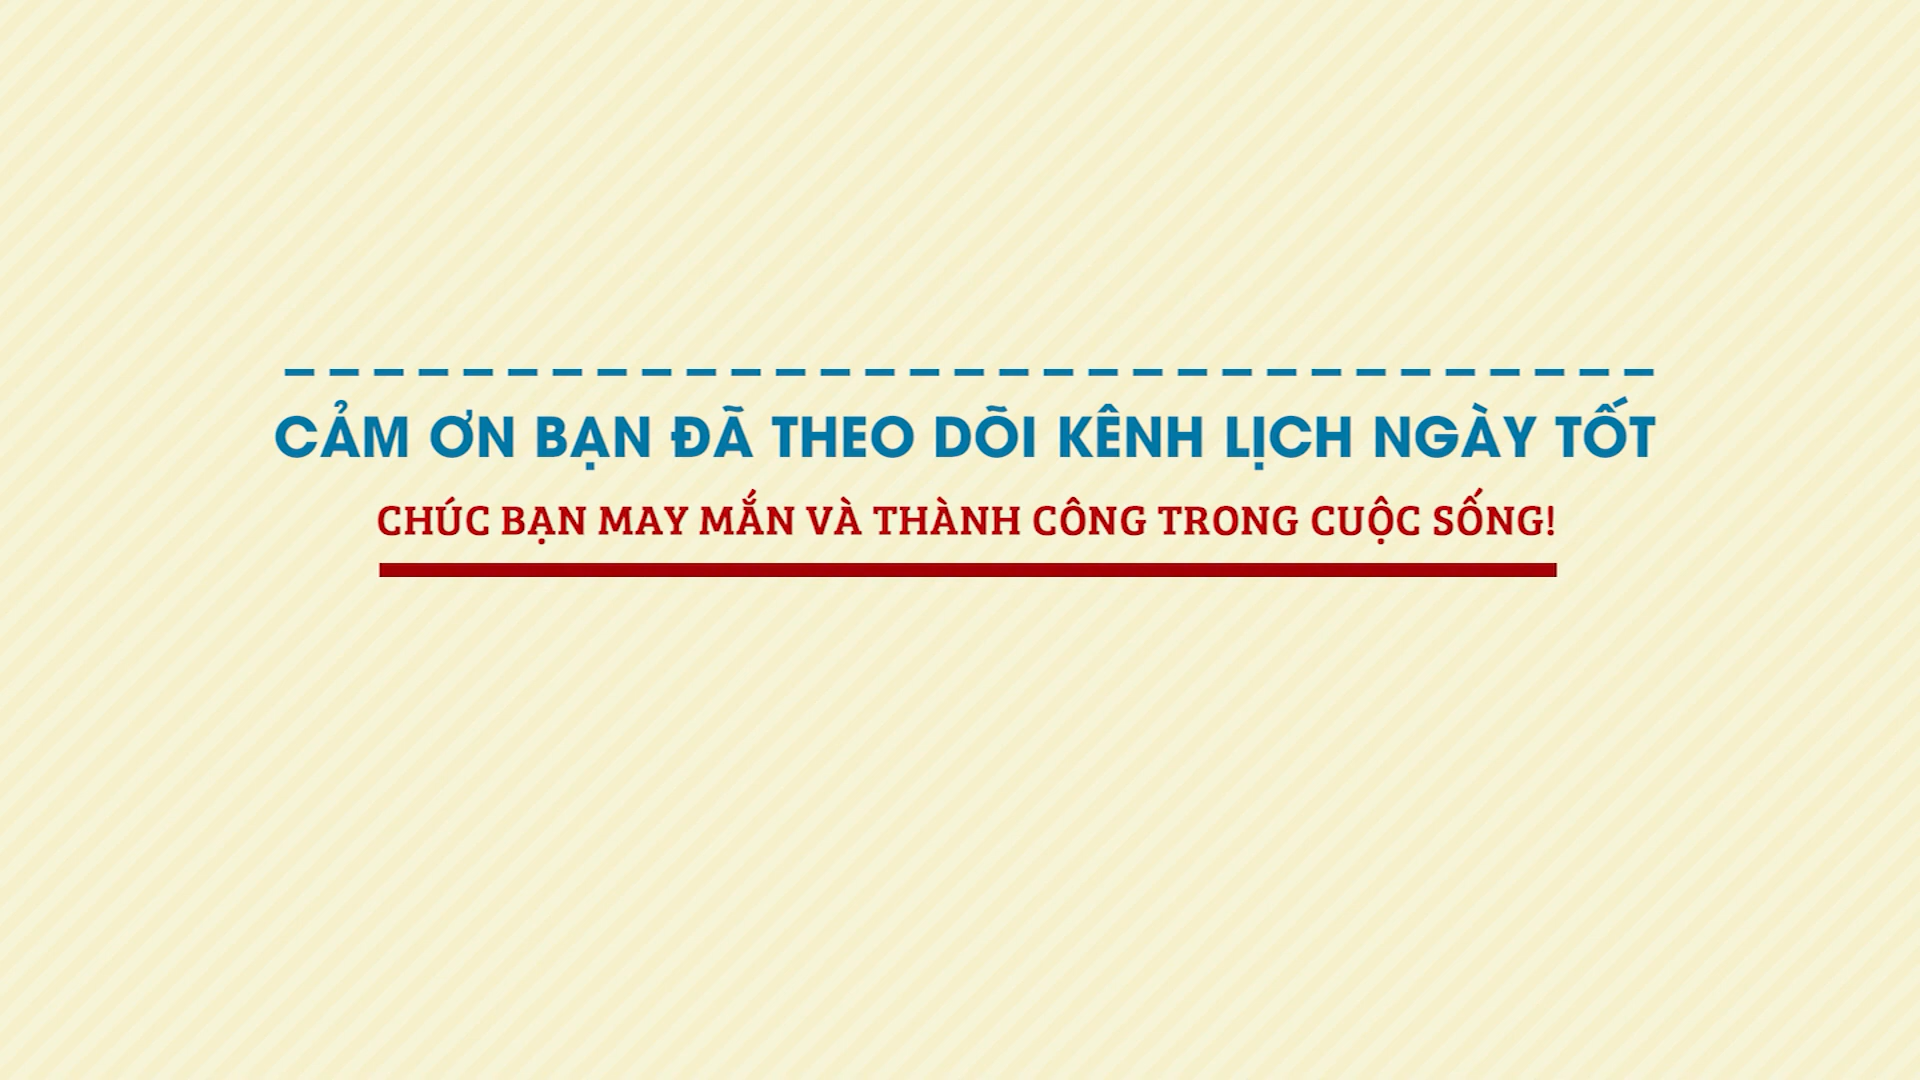 CẢM ƠN BẠN ĐÃ THEO DÕI KÊNH LỊCH NGÀY TỐT
CHÚC BẠN MAY MẮN VÀ THÀNH CÔNG TRONG CUỘC SỐNG!